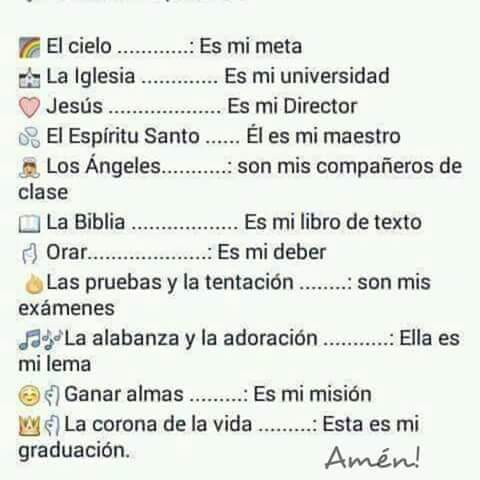 🌈 El cielo ............: Es mi meta
⛪ La Iglesia ............. Es mi universidad
❤ Jesús ................... Es mi Director
💦 El Espíritu Santo ...... Él es mi maestro
👼 Los Ángeles...........: son mis compañeros de
clase
📖 La Biblia .................. Es mi libro de texto
☝ Orar....................: Es mi deber
🔥Las pruebas y la tentación ........: son mis
exámenes
🎵🎶La alabanza y la adoración ...........: Ella es
mi lema
☺☝Ganar almas .........: Es mi misión
👑☝La corona de la vida .........: Esta es mi
graduación.
Amén!